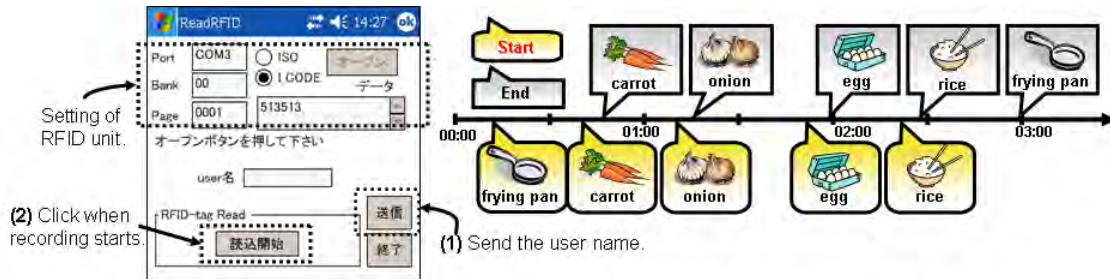 ReadRFID 14:27 ok
Port COM3 ISO オープン
Bank 00 I CODE データ
Page 0001 513513
オープンボタンを押して下さい
user名
送信
RFID-tag Read
読込開始
終了
Setting of
RFID unit.
(2) Click when
recording starts.
(1) Send the user name.
Start
End
carrot onion egg rice frying pan
00:00 01:00 02:00 03:00
frying pan carrot onion egg rice